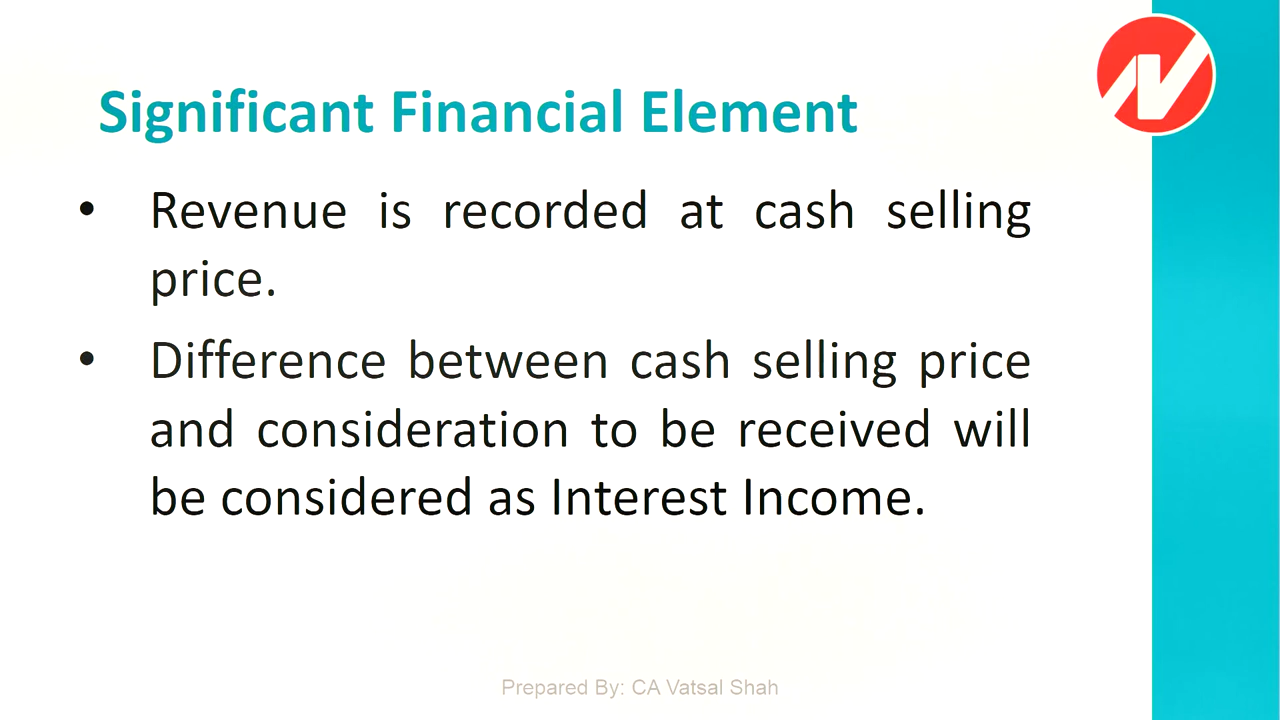 Significant Financial Element
• Revenue is recorded at cash selling
price.
• Difference between cash selling price
and consideration to be received will
be considered as Interest Income.
Prepared By: CA Vatsal Shah